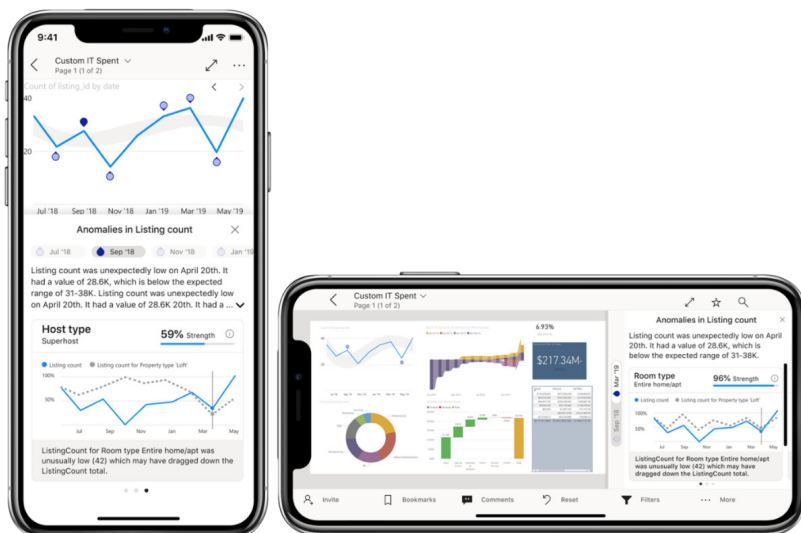 9:41
Custom IT Spent
Page 1 (1 of 2)
Count of listing_id by date
40
20
Jul '18 Sep '18 Nov '18 Jan '19 Mar '19 May '19
Anomalies in Listing count
Jul '18 Sep '18 Nov '18 Jan '19
Listing count was unexpectedly low on April 20th. It
had a value of 28.6K, which is below the expected
range of 31-38K. Listing count was unexpectedly low
on April 20th. It had a value of 28.6K 20th. It had a ...
Host type
Superhost
59% Strength
Listing count Listing count for Property type 'Loft'
100%
50%
Jul Sep Nov Jan Mar May
ListingCount for Room type Entire home/apt was
unusually low (42) which may have dragged down the
ListingCount total.
Custom IT Spent
Page 1 (1 of 2)
6.93%
$217.34M
Mar '19
Sep '18
Anomalies in Listing count
Listing count was unexpectedly low on April
20th. It had a value of 28.6K, which is
below the expected range of 31-38K.
Room type
Entire home/apt
96% Strength
Listing count Listing count for Property type 'Loft'
100%
50%
Jul Sep Nov Jan Mar May
ListingCount for Room type Entire home/apt was
unusually low (42) which may have
dragged down the ListingCount total.
Invite Bookmarks Comments Reset Filters More